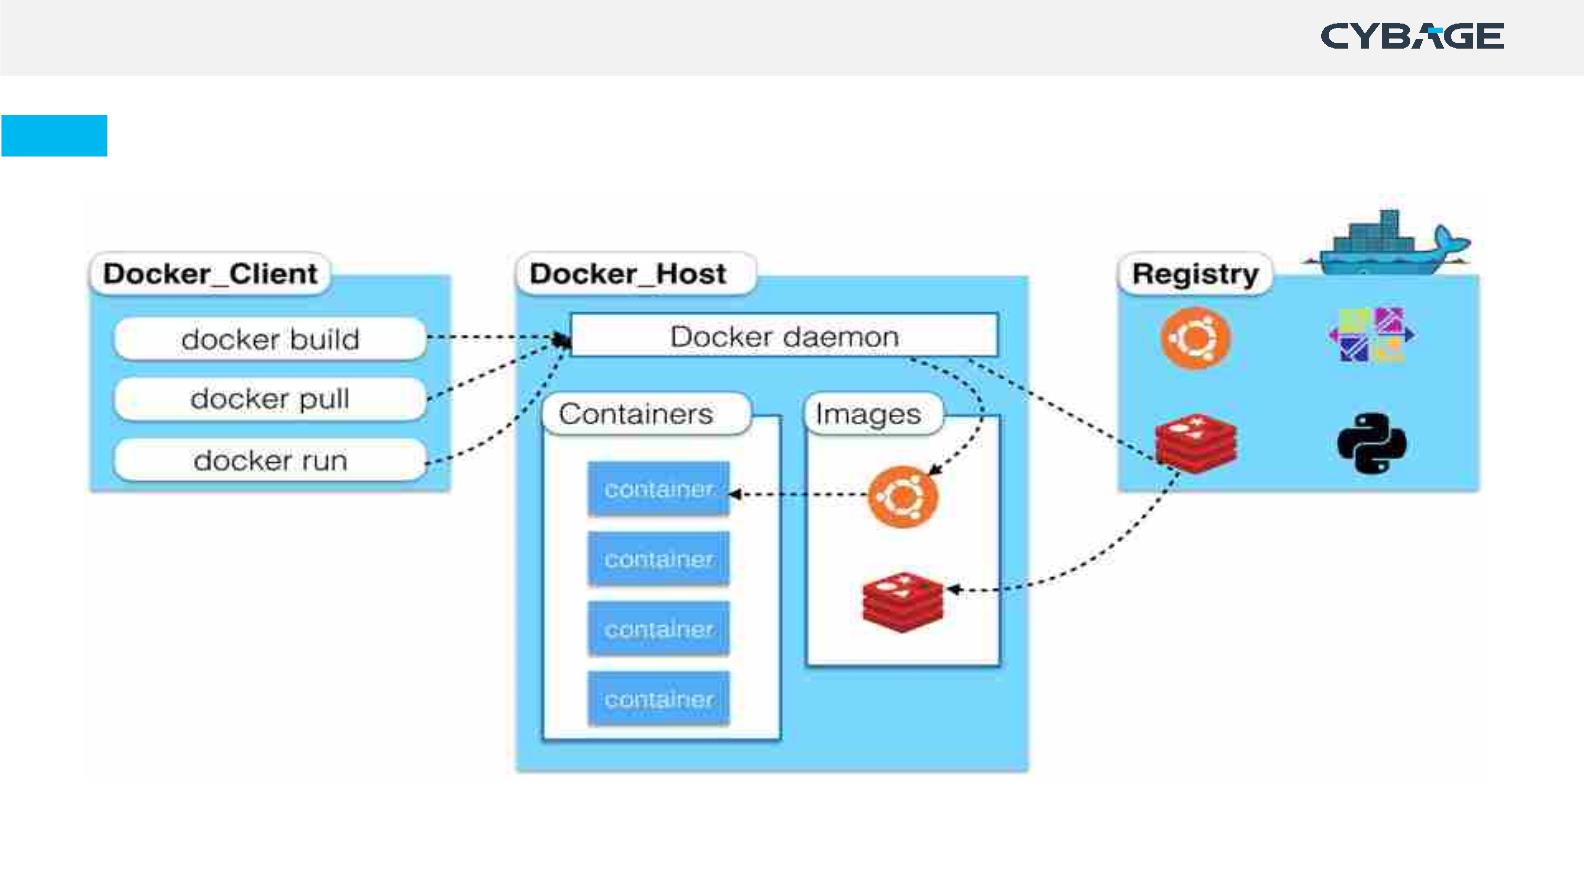 CYBAGE
Docker_Client
docker build
docker pull
docker run
Docker_Host
Docker daemon
Containers
container
container
container
container
Images
Registry